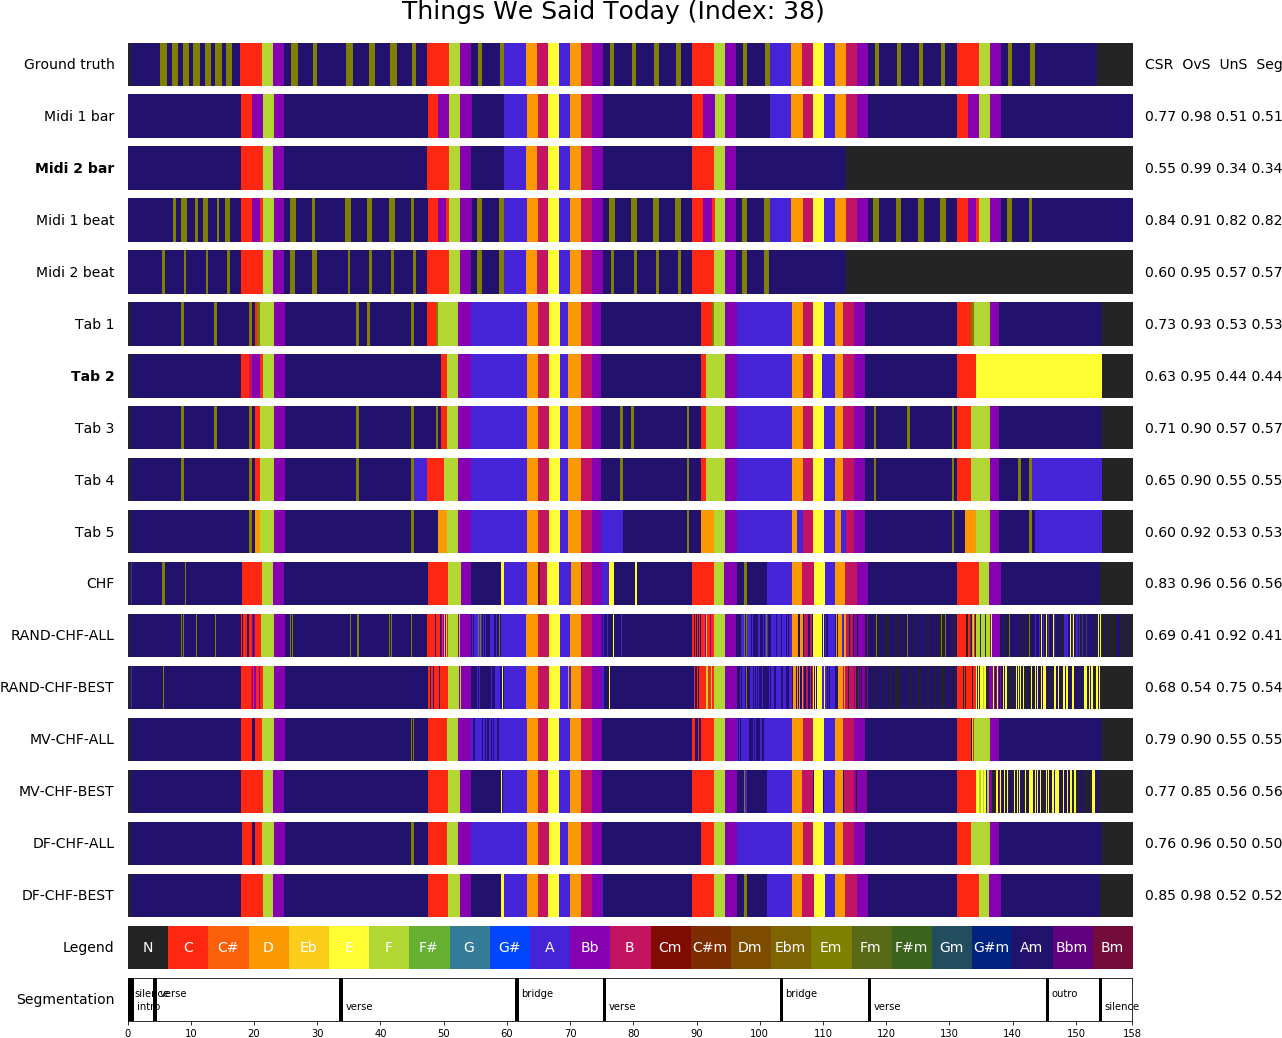 Things We Said Today (Index: 38)
Ground truth CSR OvS UnS Seg
Midi 1 bar 0.77 0.98 0.51 0.51
Midi 2 bar 0.55 0.99 0.34 0.34
Midi 1 beat 0.84 0.91 0.82 0.82
Midi 2 beat 0.60 0.95 0.57 0.57
Tab 1 0.73 0.93 0.53 0.53
Tab 2 0.63 0.95 0.44 0.44
Tab 3 0.71 0.90 0.57 0.57
Tab 4 0.65 0.90 0.55 0.55
Tab 5 0.60 0.92 0.53 0.53
CHF 0.83 0.96 0.56 0.56
RAND-CHF-ALL 0.69 0.41 0.92 0.41
RAND-CHF-BEST 0.68 0.54 0.75 0.54
MV-CHF-ALL 0.79 0.90 0.55 0.55
MV-CHF-BEST 0.77 0.85 0.56 0.56
DF-CHF-ALL 0.76 0.96 0.50 0.50
DF-CHF-BEST 0.85 0.98 0.52 0.52
Legend N C C# D Eb E F F# G G# A Bb B Cm C#m Dm Ebm Em Fm F#m Gm G#m Am Bbm Bm
silence verse bridge bridge outro
Segmentation
intro verse verse verse silence
0 10 20 30 40 50 60 70 80 90 100 110 120 130 140 150 158